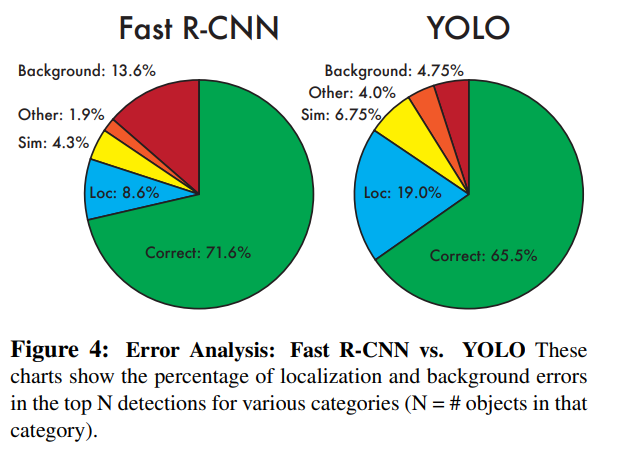 Fast R-CNN
Background: 13.6%
Other: 1.9%
Sim: 4.3%
Loc: 8.6%
Correct: 71.6%
YOLO
Background: 4.75%
Other: 4.0%
Sim: 6.75%
Loc: 19.0%
Correct: 65.5%
Figure 4: Error Analysis: Fast R-CNN vs. YOLO These
charts show the percentage of localization and background errors
in the top N detections for various categories (N = # objects in that
category).